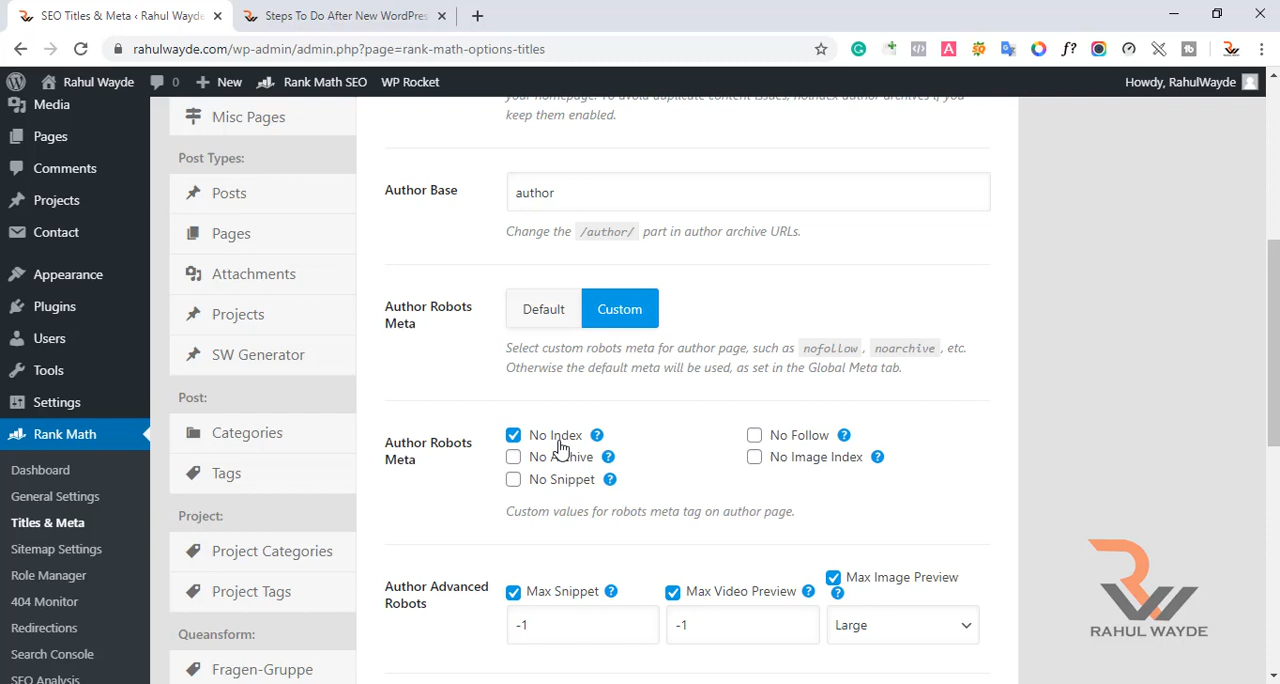 SEO Titles & Meta ‹ Rahul Wayde
Steps To Do After New WordPres
rahulwayde.com/wp-admin/admin.php?page=rank-math-options-titles
Rahul Wayde
0
New
Rank Math SEO
WP Rocket
Howdy, RahulWayde
Media
Pages
Comments
Projects
Contact
Appearance
Plugins
Users
Tools
Settings
Rank Math
Dashboard
General Settings
Titles & Meta
Sitemap Settings
Role Manager
404 Monitor
Redirections
Search Console
SEO Analysis
Misc Pages
Post Types:
Posts
Pages
Attachments
Projects
SW Generator
Post:
Categories
Tags
Project:
Project Categories
Project Tags
Queansform:
Fragen-Gruppe
your homepage. To avoid duplicate content issues, noindex author archives if you
keep them enabled.
Author Base
author
Change the /author/ part in author archive URLs.
Author Robots
Meta
Default
Custom
Select custom robots meta for author page, such as nofollow, noarchive, etc.
Otherwise the default meta will be used, as set in the Global Meta tab.
Author Robots
Meta
No Index ?
No Follow ?
No Archive ?
No Image Index ?
No Snippet ?
Custom values for robots meta tag on author page.
Author Advanced
Robots
Max Snippet ?
Max Video Preview ?
Max Image Preview
?
-1
-1
Large
RAHUL WAYDE